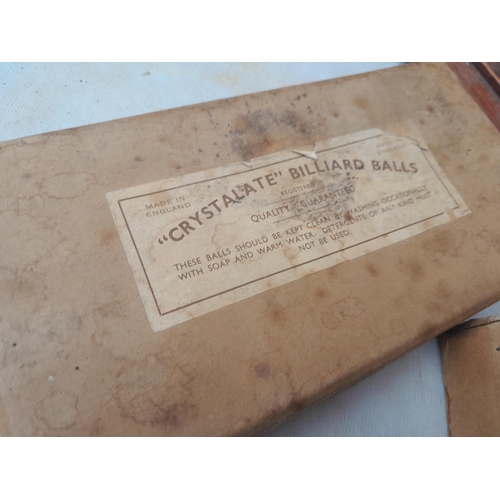 MADE IN
ENGLAND
"CRYSTALATE" BILLIARD BALLS
REGISTERED
QUALITY GUARANTEED
THESE BALLS SHOULD BE KEPT CLEAN BY WASHING OCCASIONALLY
WITH SOAP AND WARM WATER. DETERGENTS OF ANY KIND MUST
NOT BE USED.